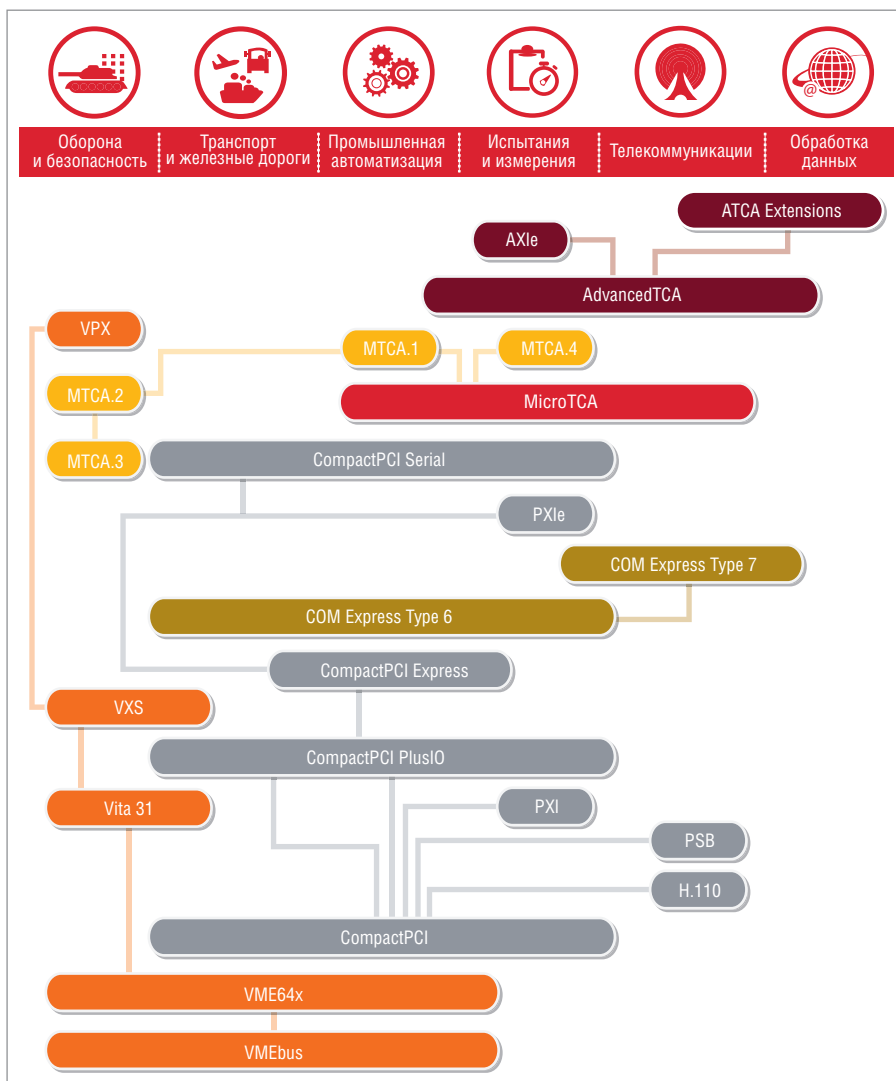 @
Оборона
и безопасность
Транспорт
и железные дороги
Промышленная
автоматизация
Испытания
и измерения
Телекоммуникации
Обработка
данных
ATCA Extensions
AXIe
AdvancedTCA
VPX
MTCA.1
MTCA.4
MTCA.2
MicroTCA
MTCA.3
CompactPCI Serial
PXIe
COM Express Type 7
COM Express Type 6
CompactPCI Express
VXS
CompactPCI PlusIO
Vita 31
PXI
PSB
H.110
CompactPCI
VME64x
VMEbus